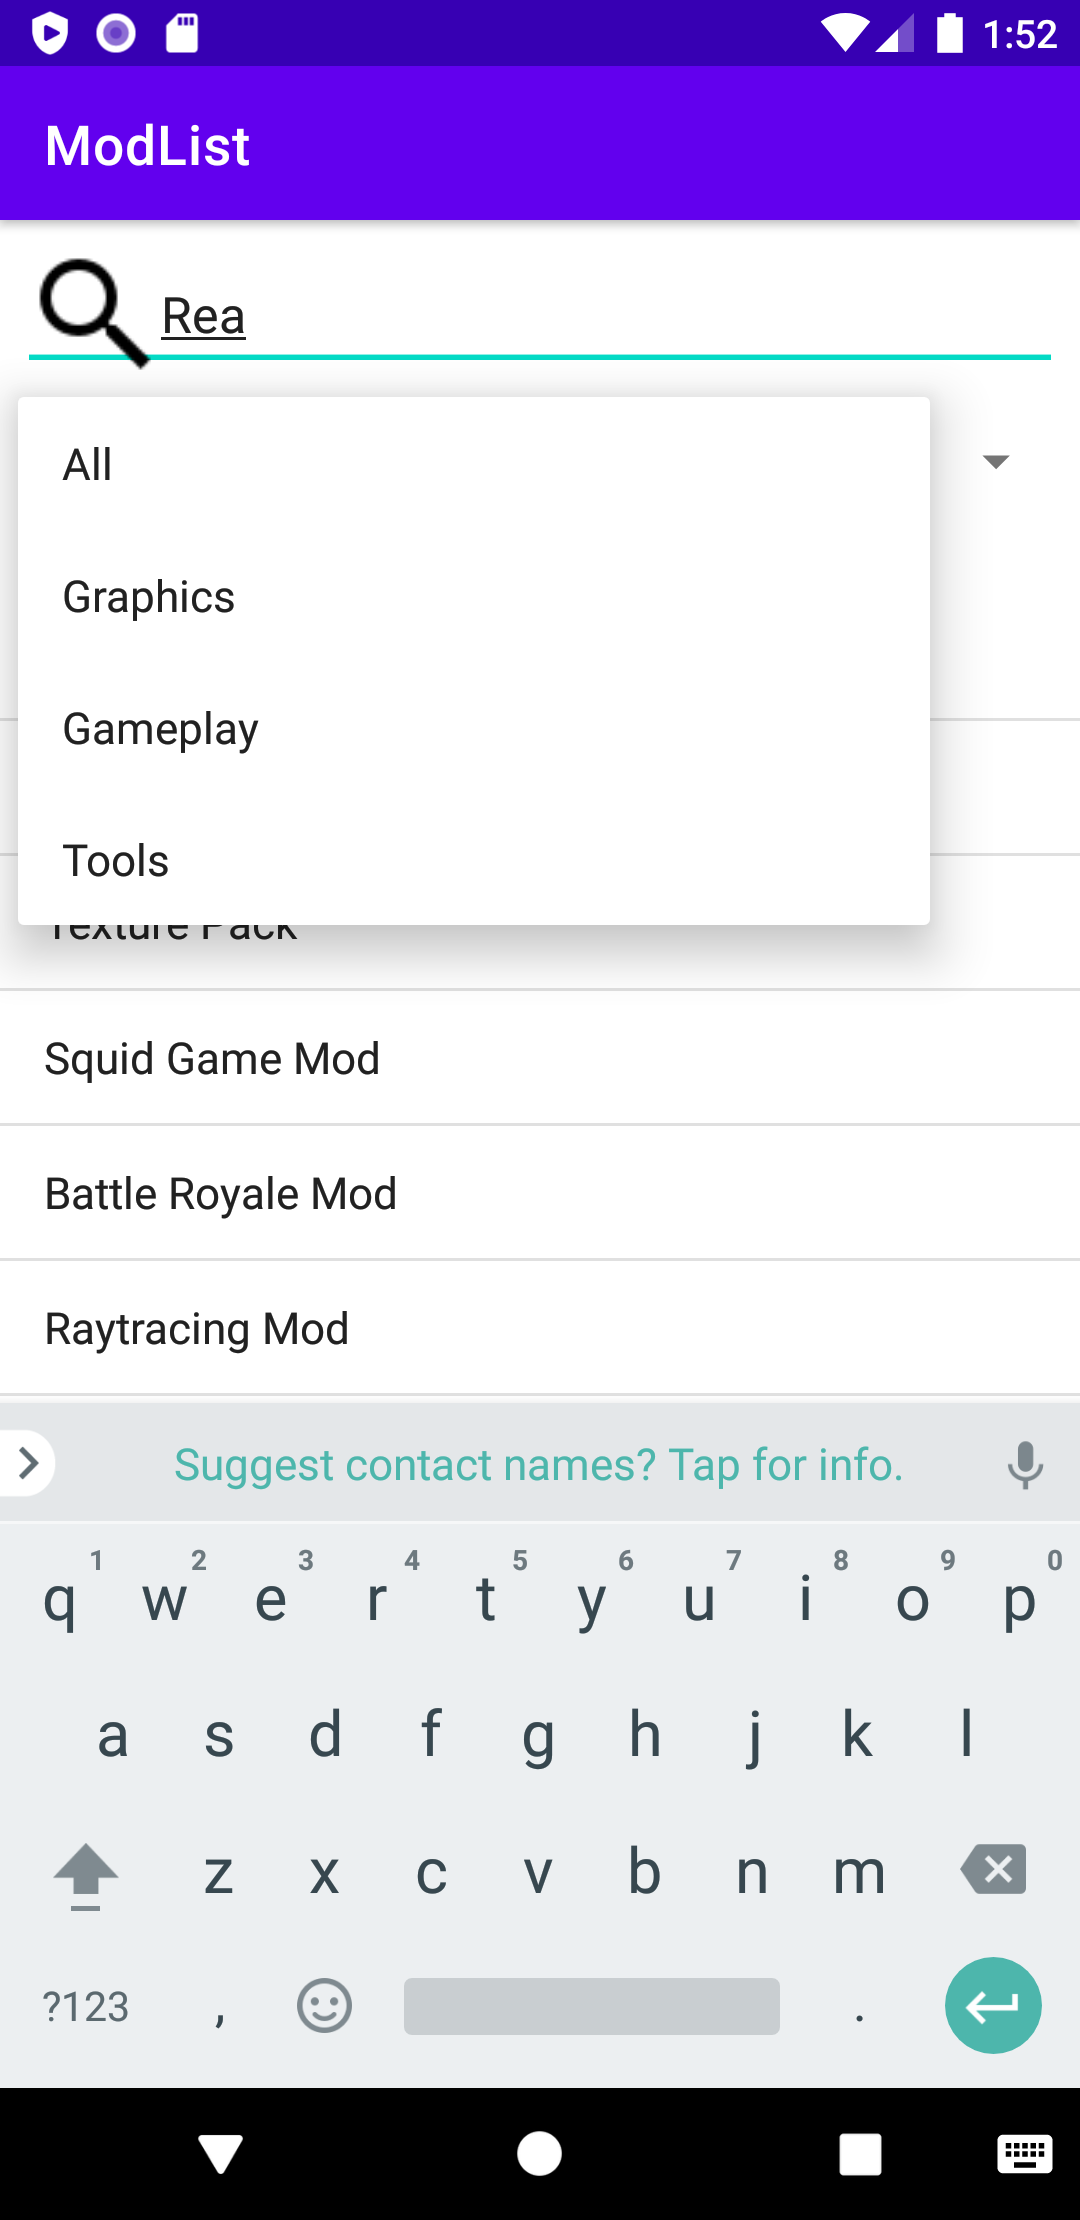 1:52
ModList
Rea
All
Graphics
Gameplay
Tools
Texture Pack
Squid Game Mod
Battle Royale Mod
Raytracing Mod
Suggest contact names? Tap for info.
1 2 3 4 5 6 7 8 9 0
q w e r t y u i o p
a s d f g h j k l
z x c v b n m
?123 , .